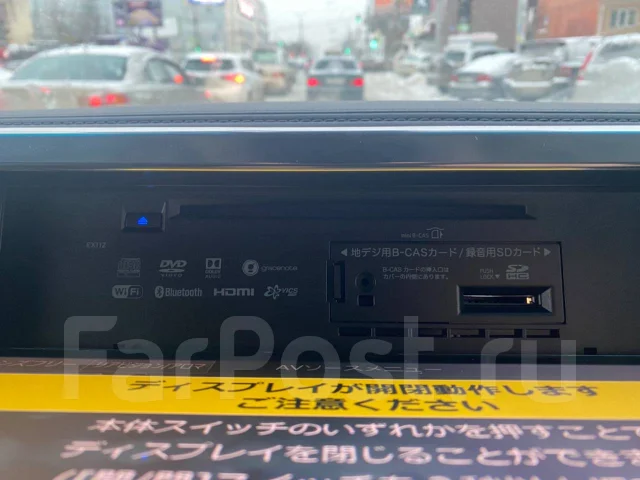 EX11Z
miniB-CAS
◀地デジ用B-CASカード/録音用SDカード▶
B-CASカードの挿入口は
カバーの内側にあります。
PUSH
LOCK▼
SD
HC
DVD
DOLBY
AUDIO
gracenote
Wi Fi
Bluetooth
HDMI
VICS
AVソースメニュー
ディスプレイが開閉動作します
ご注意ください
本体スイッチのいずれかを押すことで
ディスプレイを閉じることができ
FarPost.ru